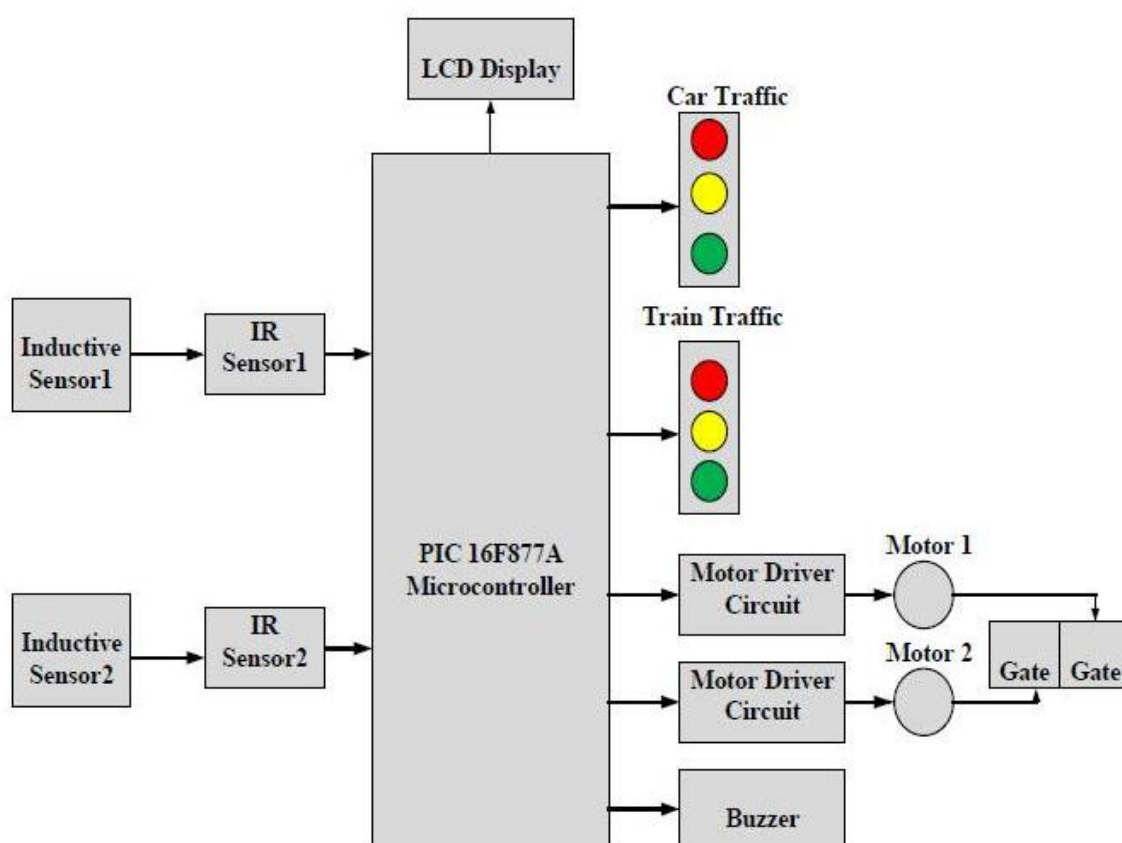 LCD Display
Car Traffic
Train Traffic
Inductive
Sensor1
IR
Sensor1
PIC 16F877A
Microcontroller
Inductive
Sensor2
IR
Sensor2
Motor Driver
Circuit
Motor 1
Motor Driver
Circuit
Motor 2
Gate
Gate
Buzzer